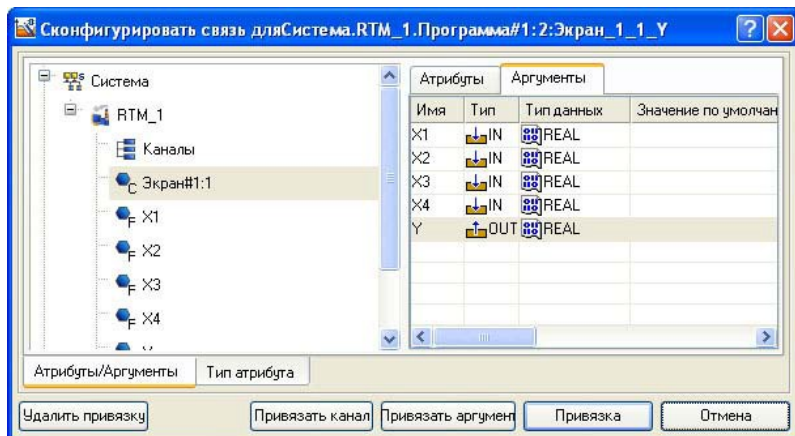 Сконфигурировать связь дляСистема.RTM_1.Программа#1:2:Экран_1_1_Y
Система
RTM_1
Каналы
Экран#1:1
X1
X2
X3
X4
Атрибуты/Аргументы Тип атрибута
Атрибуты Аргументы
Имя Тип Тип данных Значение по умолчан
X1 IN REAL
X2 IN REAL
X3 IN REAL
X4 IN REAL
Y OUT REAL
Удалить привязку Привязать канал Привязать аргумент Привязка Отмена